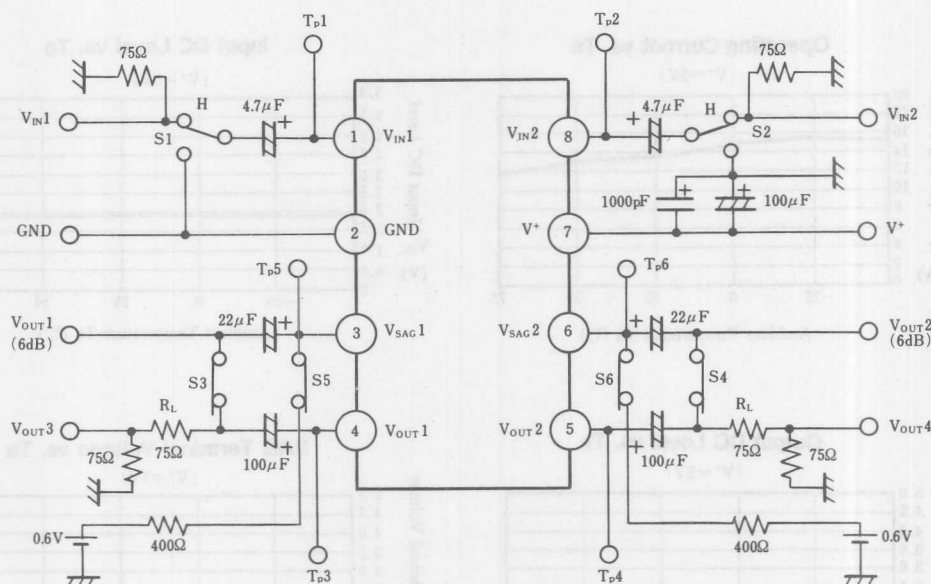 Tp1
Tp2
75Ω
75Ω
VIN1
H
4.7μF
+
1
VIN1
VIN2
8
+
4.7μF
H
VIN2
S1
S2
1000pF
+
+
100μF
GND
2
GND
V+
7
V+
Tp5
Tp6
VOUT1
(6dB)
22μF
+
3
VSAG1
VSAG2
6
+
22μF
VOUT2
(6dB)
S3
S5
S6
S4
VOUT3
RL
75Ω
75Ω
100μF
+
4
VOUT1
VOUT2
5
+
100μF
RL
75Ω
75Ω
VOUT4
0.6V
400Ω
400Ω
0.6V
Tp3
Tp4